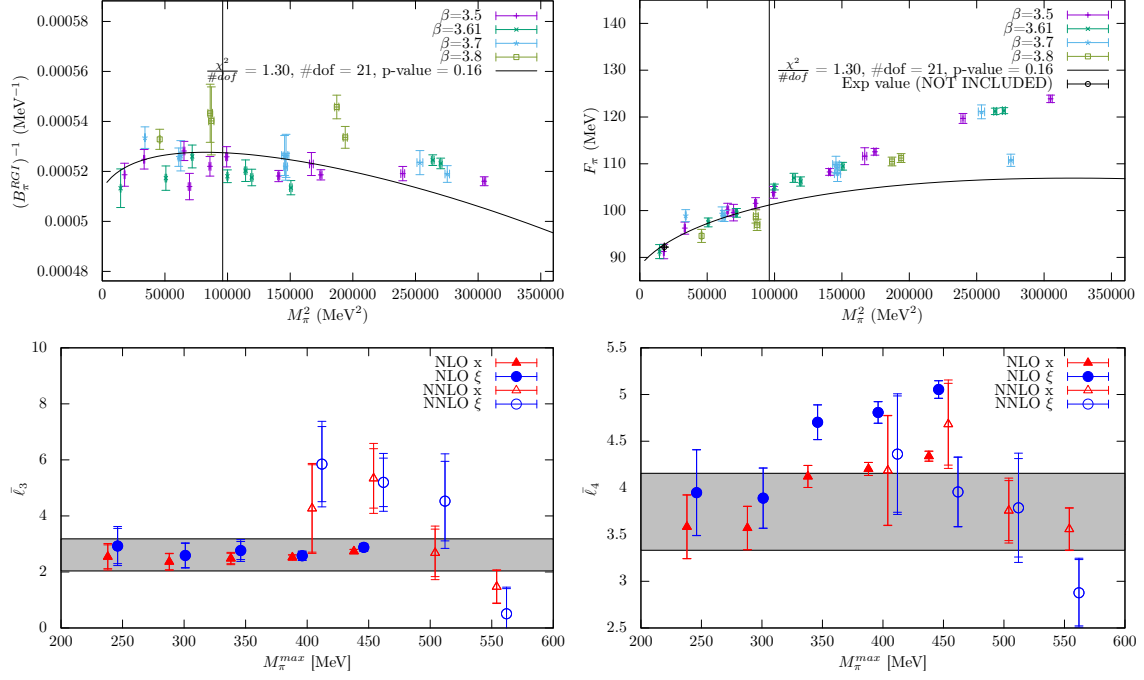 0.00058
0.00056
0.00054
0.00052
0.0005
0.00048
(B_π^{RGI})^{-1} (MeV^{-1})
β=3.5
β=3.61
β=3.7
β=3.8
χ²/#dof = 1.30, #dof = 21, p-value = 0.16
0 50000 100000 150000 200000 250000 300000 350000
M_π² (MeV²)
140
130
120
110
100
90
F_π (MeV)
β=3.5
β=3.61
β=3.7
β=3.8
χ²/#dof = 1.30, #dof = 21, p-value = 0.16
Exp value (NOT INCLUDED)
0 50000 100000 150000 200000 250000 300000 350000
M_π² (MeV²)
10
8
6
4
2
0
ℓ̄₃
NLO x
NLO ξ
NNLO x
NNLO ξ
200 250 300 350 400 450 500 550 600
M_π^{max} [MeV]
5.5
5
4.5
4
3.5
3
2.5
ℓ̄₄
NLO x
NLO ξ
NNLO x
NNLO ξ
200 250 300 350 400 450 500 550 600
M_π^{max} [MeV]